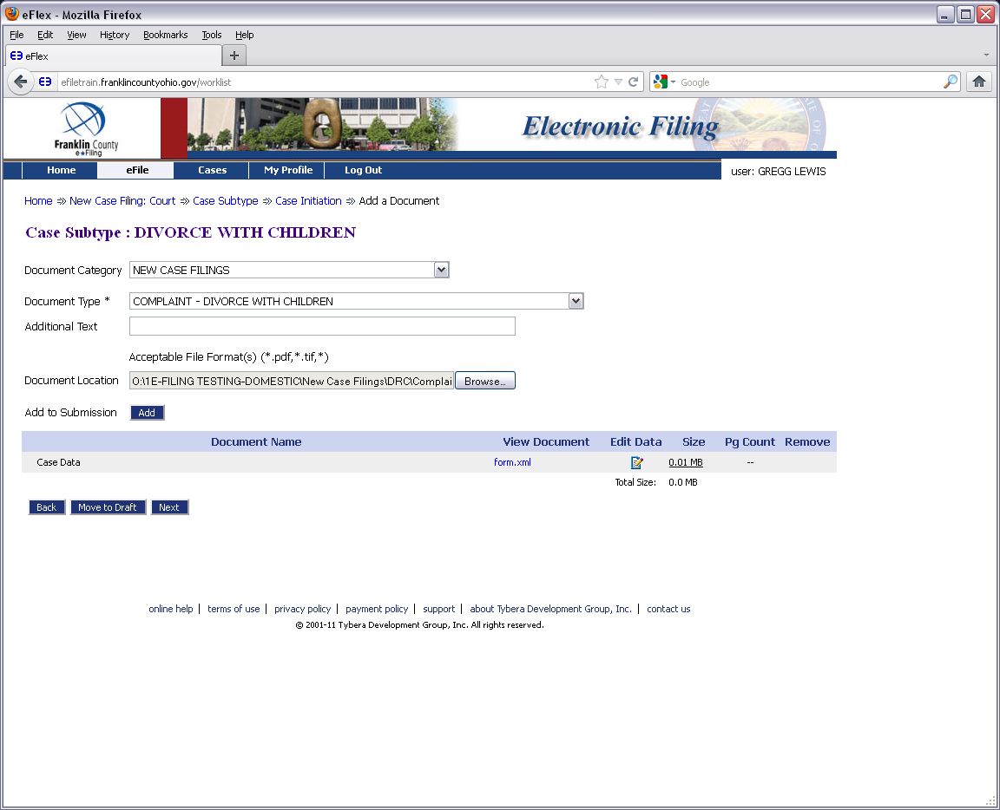 eFlex - Mozilla Firefox
File Edit View History Bookmarks Tools Help
eFlex
efiletrain.franklincountyohio.gov/worklist
Google
Franklin County
e★Filing
Electronic Filing
Home eFile Cases My Profile Log Out
user: GREGG LEWIS
Home ⇒ New Case Filing: Court ⇒ Case Subtype ⇒ Case Initiation ⇒ Add a Document
Case Subtype : DIVORCE WITH CHILDREN
Document Category NEW CASE FILINGS
Document Type * COMPLAINT - DIVORCE WITH CHILDREN
Additional Text
Acceptable File Format(s) (*.pdf,*.tif,*)
Document Location O:\1E-FILING TESTING-DOMESTIC\New Case Filings\DRC\Complai Browse...
Add to Submission Add
Document Name View Document Edit Data Size Pg Count Remove
Case Data form.xml 0.01 MB --
Total Size: 0.0 MB
Back Move to Draft Next
online help | terms of use | privacy policy | payment policy | support | about Tybera Development Group, Inc. | contact us
© 2001-11 Tybera Development Group, Inc. All rights reserved.